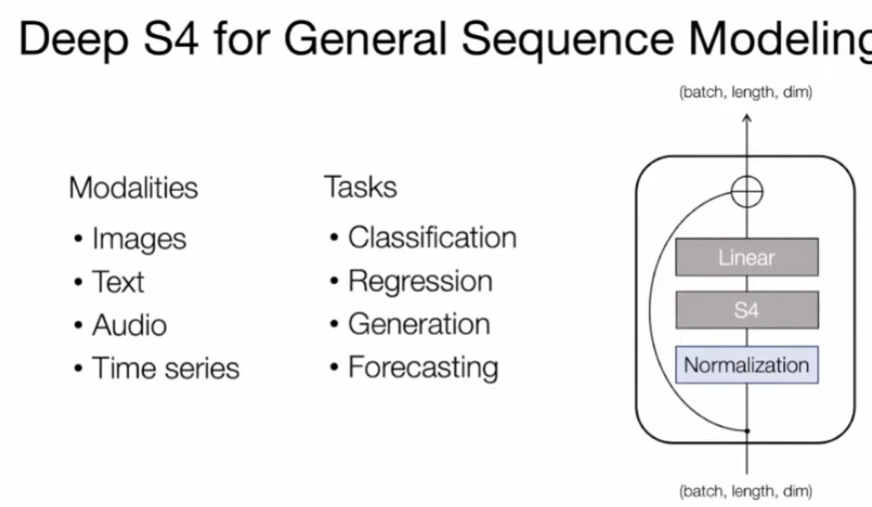 Deep S4 for General Sequence Modeling
(batch, length, dim)
Modalities
• Images
• Text
• Audio
• Time series
Tasks
• Classification
• Regression
• Generation
• Forecasting
Linear
S4
Normalization
(batch, length, dim)